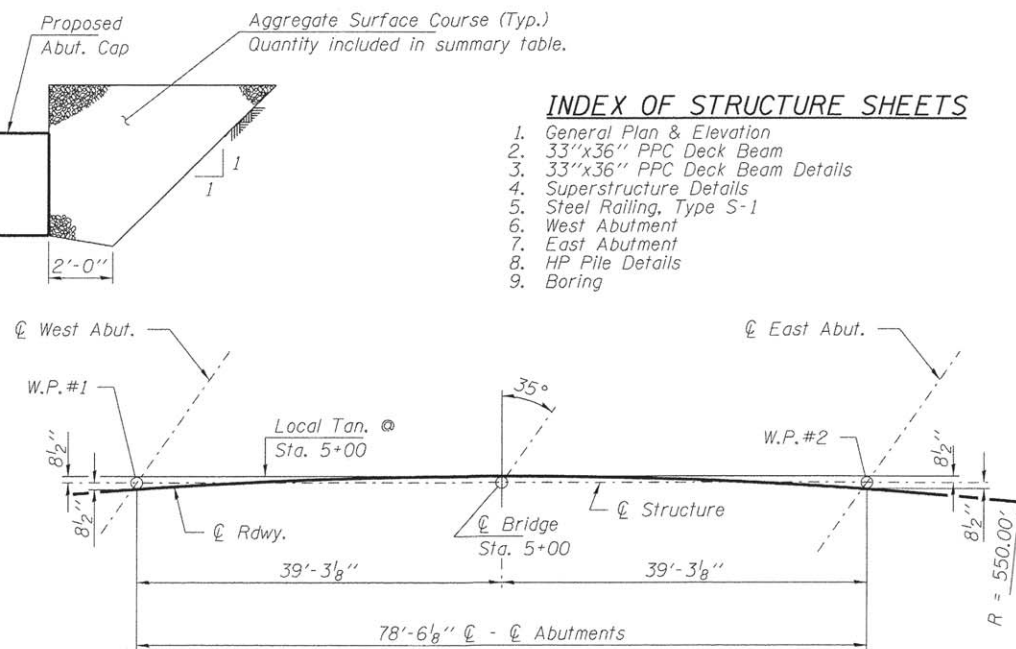 Proposed
Abut. Cap
Aggregate Surface Course (Typ.)
Quantity included in summary table.
1
1
2'-0"
INDEX OF STRUCTURE SHEETS
1. General Plan & Elevation
2. 33"x36" PPC Deck Beam
3. 33"x36" PPC Deck Beam Details
4. Superstructure Details
5. Steel Railing, Type S-1
6. West Abutment
7. East Abutment
8. HP Pile Details
9. Boring
℄ West Abut.
℄ East Abut.
W.P.#1
35°
Local Tan. @
Sta. 5+00
W.P.#2
8½"
8½"
8½"
8½"
℄ Rdwy.
℄ Bridge
Sta. 5+00
℄ Structure
39'-3⅛"
39'-3⅛"
R = 550.00'
78'-6⅛" ℄ - ℄ Abutments